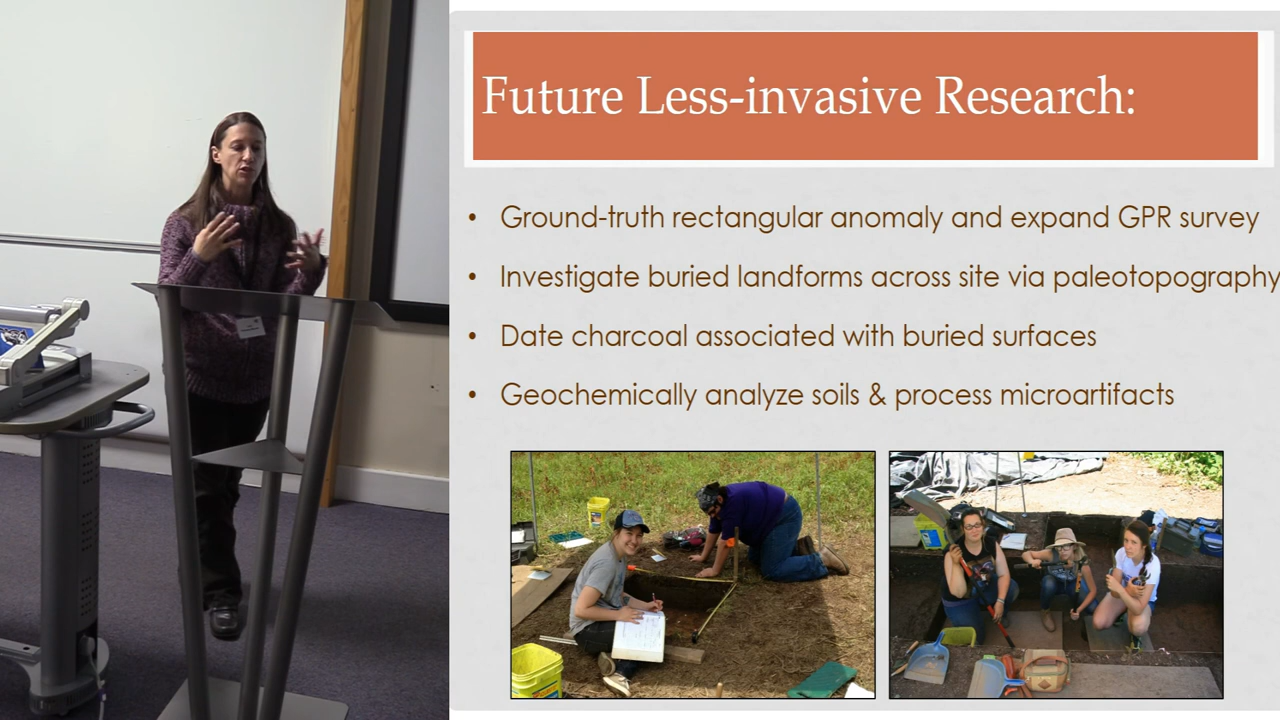 Future Less-invasive Research:
• Ground-truth rectangular anomaly and expand GPR survey
• Investigate buried landforms across site via paleotopography
• Date charcoal associated with buried surfaces
• Geochemically analyze soils & process microartifacts